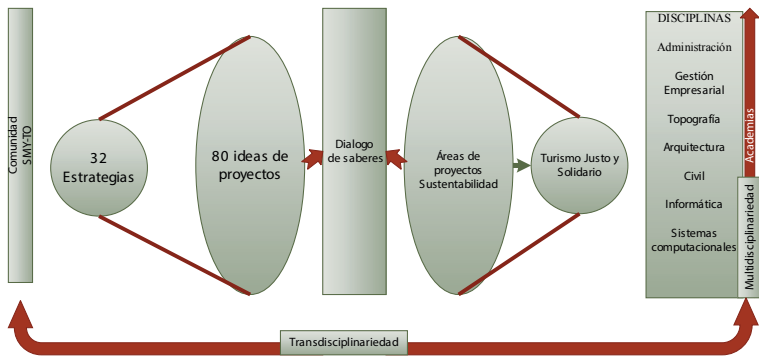 Comunidad
SMY-TO
32
Estrategias
80 ideas de
proyectos
Dialogo
de saberes
Áreas de
proyectos
Sustentabilidad
Turismo Justo y
Solidario
DISCIPLINAS
Administración
Gestión
Empresarial
Topografía
Arquitectura
Civil
Informática
Sistemas
computacionales
Academias
Multidisciplinariedad
Transdisciplinariedad